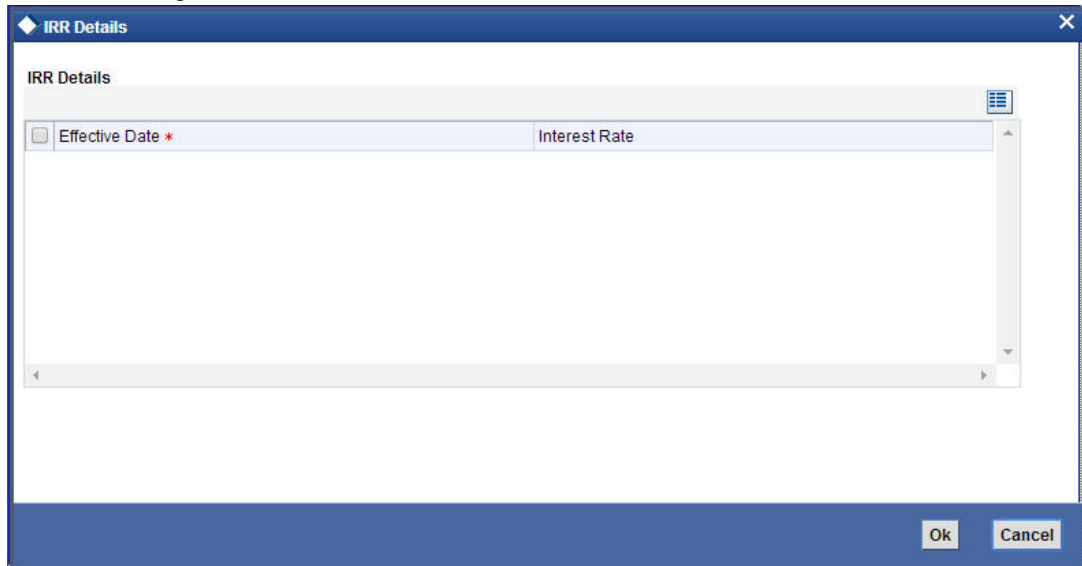 IRR Details
IRR Details
Effective Date *
Interest Rate
Ok
Cancel